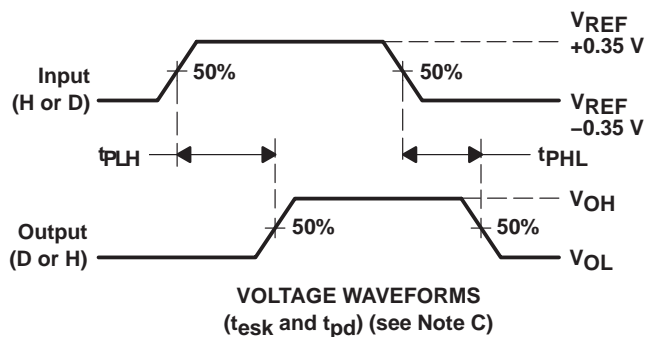 VREF
+0.35 V
Input
(H or D)
50%
50%
VREF
−0.35 V
tPLH
tPHL
VOH
Output
(D or H)
50%
50%
VOL
VOLTAGE WAVEFORMS
(tesk and tpd) (see Note C)